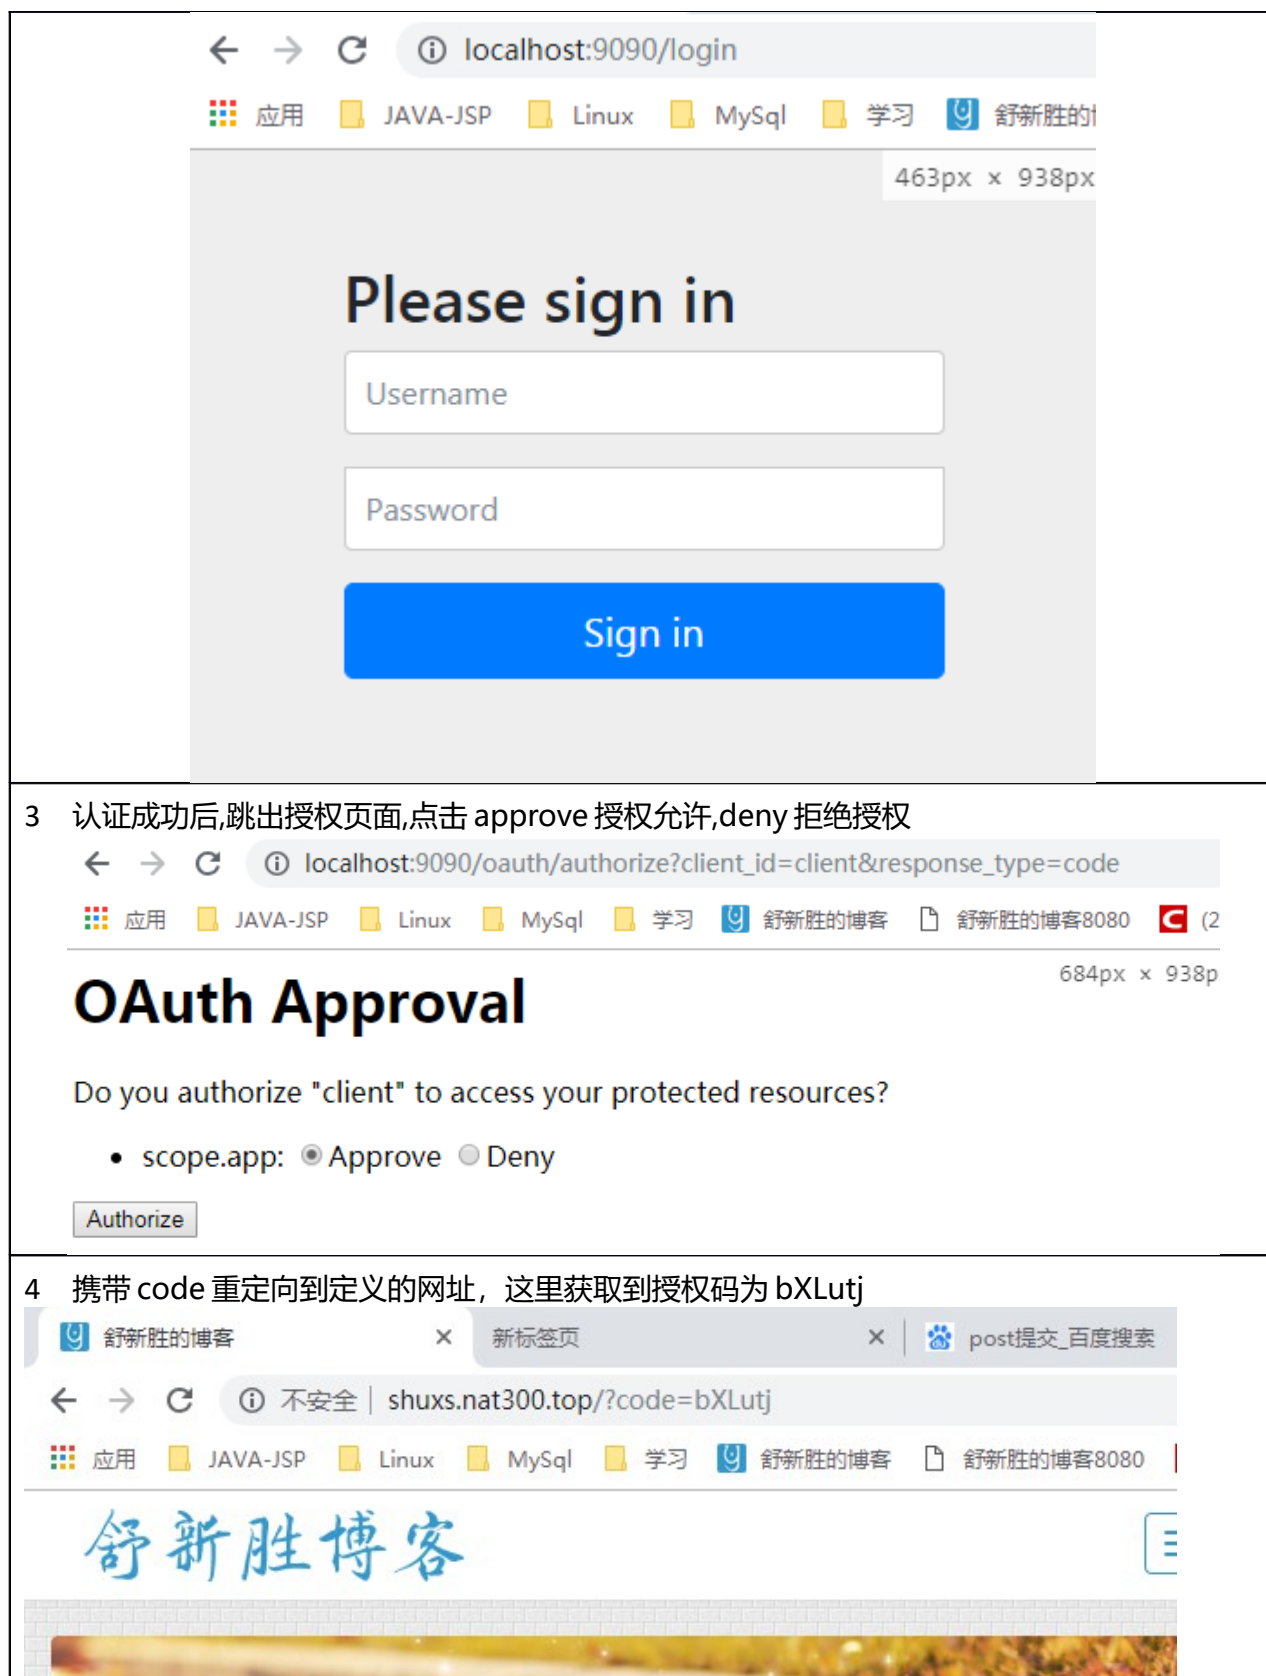 localhost:9090/login
应用 JAVA-JSP Linux MySql 学习 舒新胜的
463px × 938px
Please sign in
Username
Password
Sign in
3 认证成功后,跳出授权页面,点击 approve 授权允许,deny 拒绝授权
localhost:9090/oauth/authorize?client_id=client&response_type=code
应用 JAVA-JSP Linux MySql 学习 舒新胜的博客 舒新胜的博客8080 (2
684px × 938p
OAuth Approval
Do you authorize "client" to access your protected resources?
• scope.app: Approve Deny
Authorize
4 携带 code 重定向到定义的网址，这里获取到授权码为 bXLutj
舒新胜的博客 新标签页 post提交_百度搜索
不安全 | shuxs.nat300.top/?code=bXLutj
应用 JAVA-JSP Linux MySql 学习 舒新胜的博客 舒新胜的博客8080
舒新胜博客